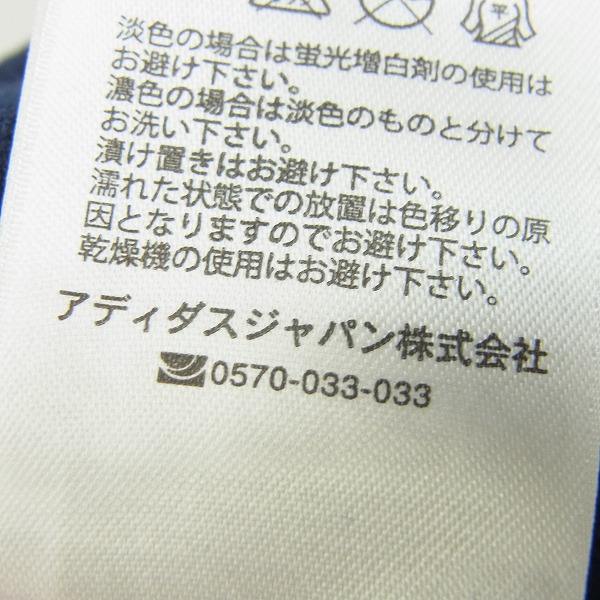 平
淡色の場合は蛍光増白剤の使用は
お避け下さい。
濃色の場合は淡色のものと分けて
お洗い下さい。
漬け置きはお避け下さい。
濡れた状態での放置は色移りの原
因となりますのでお避け下さい。
乾燥機の使用はお避け下さい。
アディダスジャパン株式会社
0570-033-033